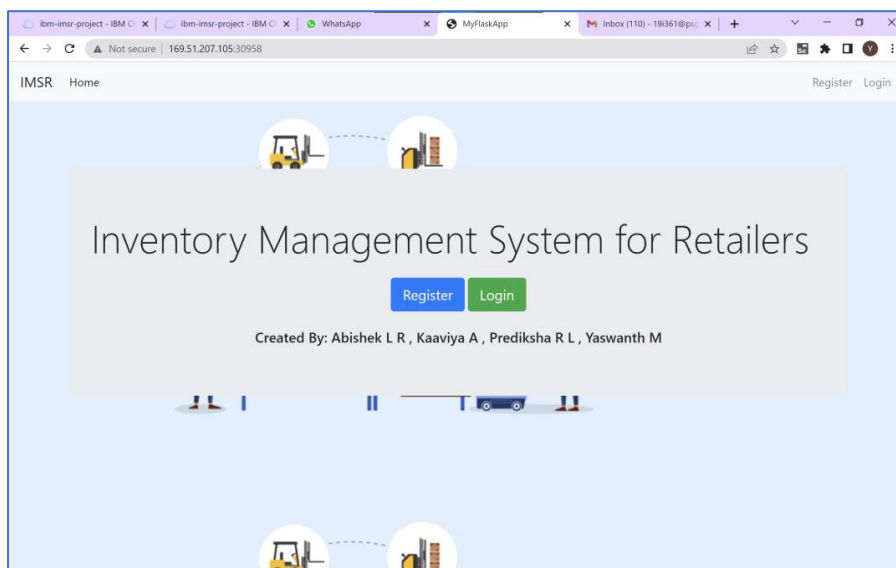 ibm-imsr-project - IBM Cl
ibm-imsr-project - IBM C
WhatsApp
MyFlaskApp
Inbox (110) - 19i361@psg
Not secure | 169.51.207.105:30958
IMSR Home Register Login
Inventory Management System for Retailers
Register Login
Created By: Abishek L R , Kaaviya A , Prediksha R L , Yaswanth M